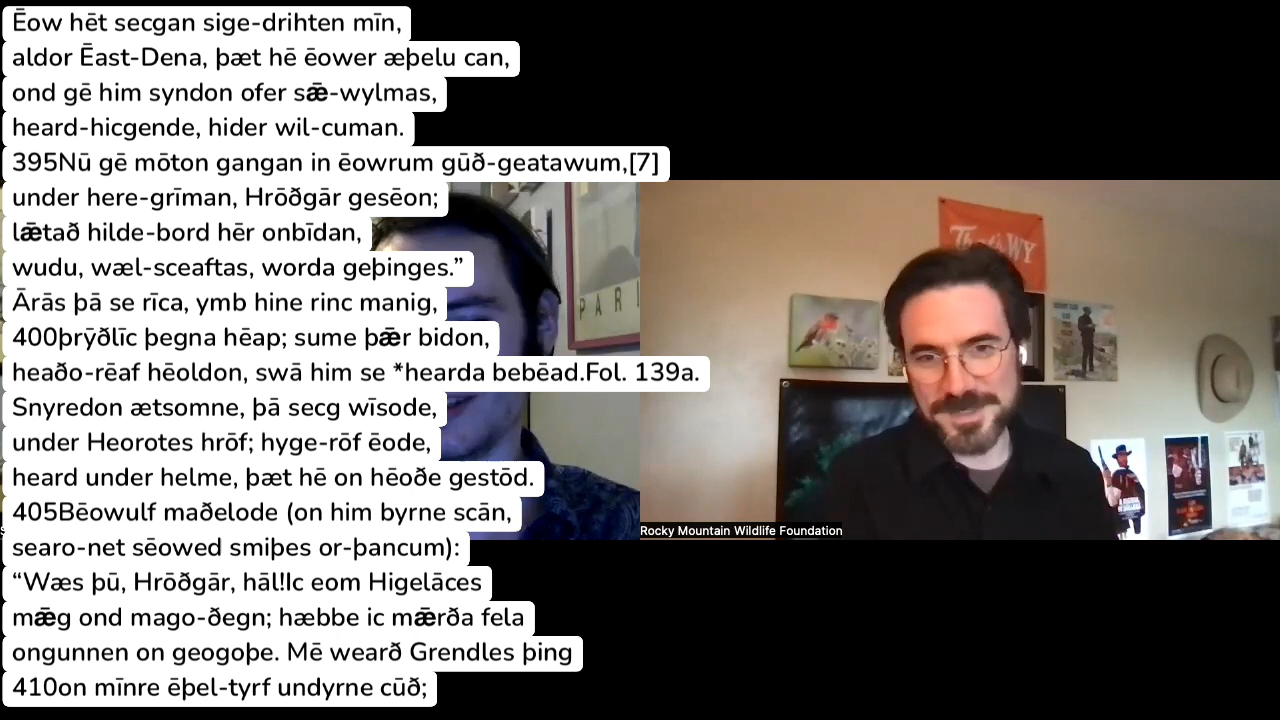 Ēow hēt secgan sige-drihten mīn,
aldor Ēast-Dena, þæt hē ēower æþelu can,
ond gē him syndon ofer sǣ-wylmas,
heard-hicgende, hider wil-cuman.
395Nū gē mōton gangan in ēowrum gūð-geatawum,[7]
under here-grīman, Hrōðgār gesēon;
lǣtað hilde-bord hēr onbīdan,
wudu, wæl-sceaftas, worda geþinges.”
Ārās þā se rīca, ymb hine rinc manig,
400þrȳðlīc þegna hēap; sume þǣr bidon,
heaðo-rēaf hēoldon, swā him se *hearda bebēad.Fol. 139a.
Snyredon ætsomne, þā secg wīsode,
under Heorotes hrōf; hyge-rōf ēode,
heard under helme, þæt hē on hēoðe gestōd.
405Bēowulf maðelode (on him byrne scān,
searo-net sēowed smiþes or-þancum):
“Wæs þū, Hrōðgār, hāl!Ic eom Higelāces
mǣg ond mago-ðegn; hæbbe ic mǣrða fela
ongunnen on geogoþe. Mē wearð Grendles þing
410on mīnre ēþel-tyrf undyrne cūð;
PARI
That's WY
Rocky Mountain Wildlife Foundation